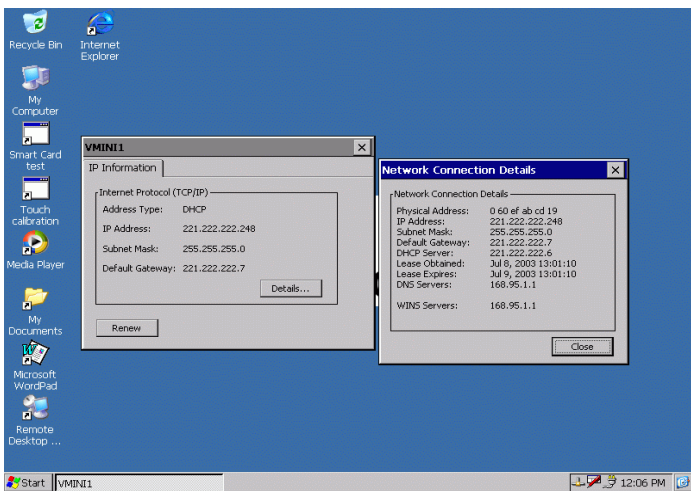 Recycle Bin
Internet
Explorer
My
Computer
Smart Card
test
Touch
calibration
Media Player
My
Documents
Microsoft
WordPad
Remote
Desktop ...
VMINI1
IP Information
Internet Protocol (TCP/IP)
Address Type: DHCP
IP Address: 221.222.222.248
Subnet Mask: 255.255.255.0
Default Gateway: 221.222.222.7
Details...
Renew
Network Connection Details
Network Connection Details
Physical Address: 0 60 ef ab cd 19
IP Address: 221.222.222.248
Subnet Mask: 255.255.255.0
Default Gateway: 221.222.222.7
DHCP Server: 221.222.222.6
Lease Obtained: Jul 8, 2003 13:01:10
Lease Expires: Jul 9, 2003 13:01:10
DNS Servers: 168.95.1.1
WINS Servers: 168.95.1.1
Close
Start
VMINI1
12:06 PM